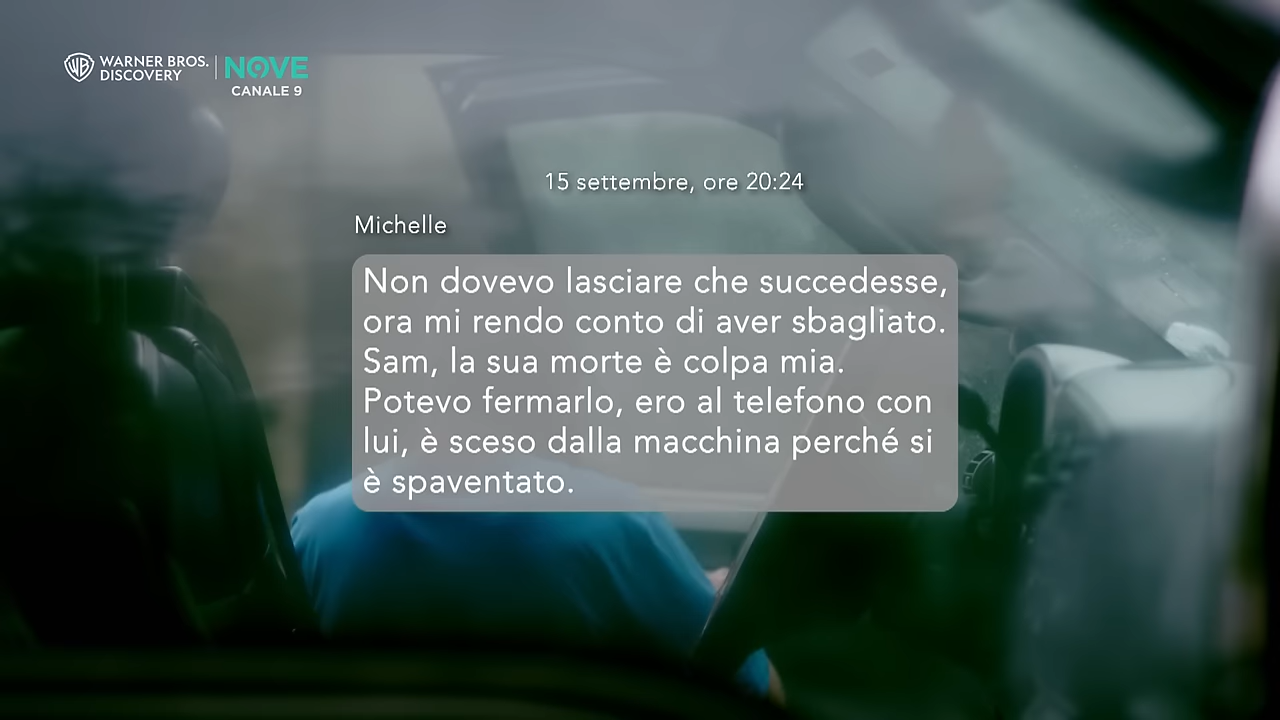 WARNER BROS.
DISCOVERY
NOVE
CANALE 9
15 settembre, ore 20:24
Michelle
Non dovevo lasciare che succedesse,
ora mi rendo conto di aver sbagliato.
Sam, la sua morte è colpa mia.
Potevo fermarlo, ero al telefono con
lui, è sceso dalla macchina perché si
è spaventato.